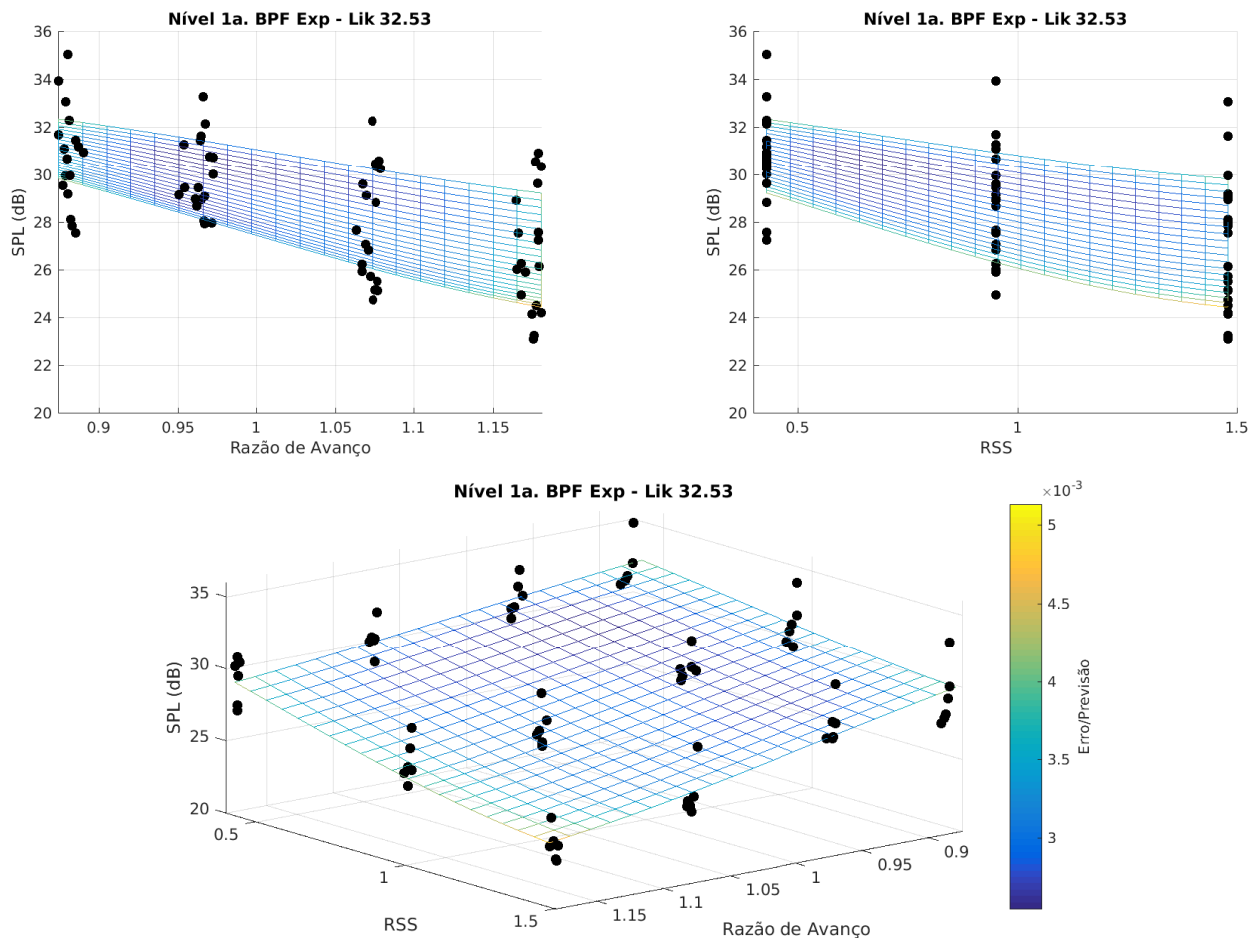 Nível 1a. BPF Exp - Lik 32.53
36
34
32
30
28
26
24
22
20
SPL (dB)
0.9 0.95 1 1.05 1.1 1.15
Razão de Avanço
Nível 1a. BPF Exp - Lik 32.53
36
34
32
30
28
26
24
22
20
SPL (dB)
0.5 1 1.5
RSS
Nível 1a. BPF Exp - Lik 32.53
35
30
25
20
SPL (dB)
0.5
1
1.5
RSS
1.15
1.1
1.05
1
0.95
0.9
Razão de Avanço
×10-3
5
4.5
4
3.5
3
Erro/Previsão